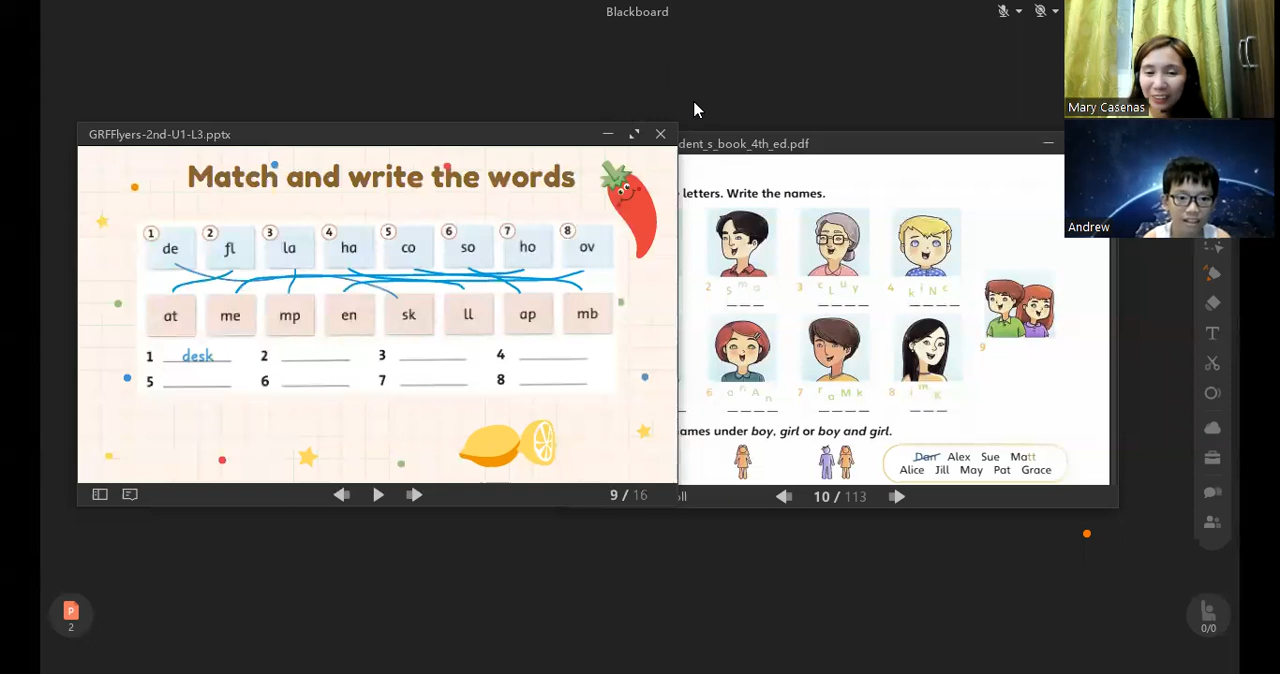 Blackboard
Mary Casenas
Andrew
GRFFlyers-2nd-U1-L3.pptx
Match and write the words
1 de 2 fl 3 la 4 ha 5 co 6 so 7 ho 8 ov
at me mp en sk ll ap mb
1 desk 2 3 4
5 6 7 8
9 / 16
dent_s_book_4th_ed.pdf
letters. Write the names.
2 s m a 3 c L u y 4 k i N c
9
6 a n A n 7 r a M k 8 i m K
ames under boy, girl or boy and girl.
Dan Alex Sue Matt
Alice Jill May Pat Grace
ll
10 / 113
P
2
0/0
T